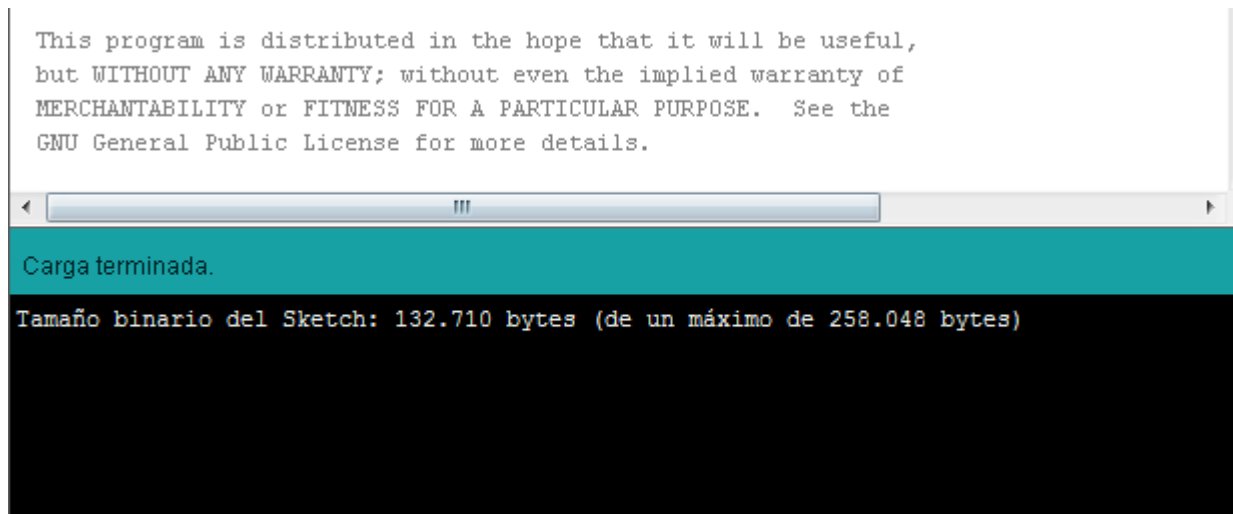 This program is distributed in the hope that it will be useful,
but WITHOUT ANY WARRANTY; without even the implied warranty of
MERCHANTABILITY or FITNESS FOR A PARTICULAR PURPOSE.  See the
GNU General Public License for more details.
Carga terminada.
Tamaño binario del Sketch: 132.710 bytes (de un máximo de 258.048 bytes)